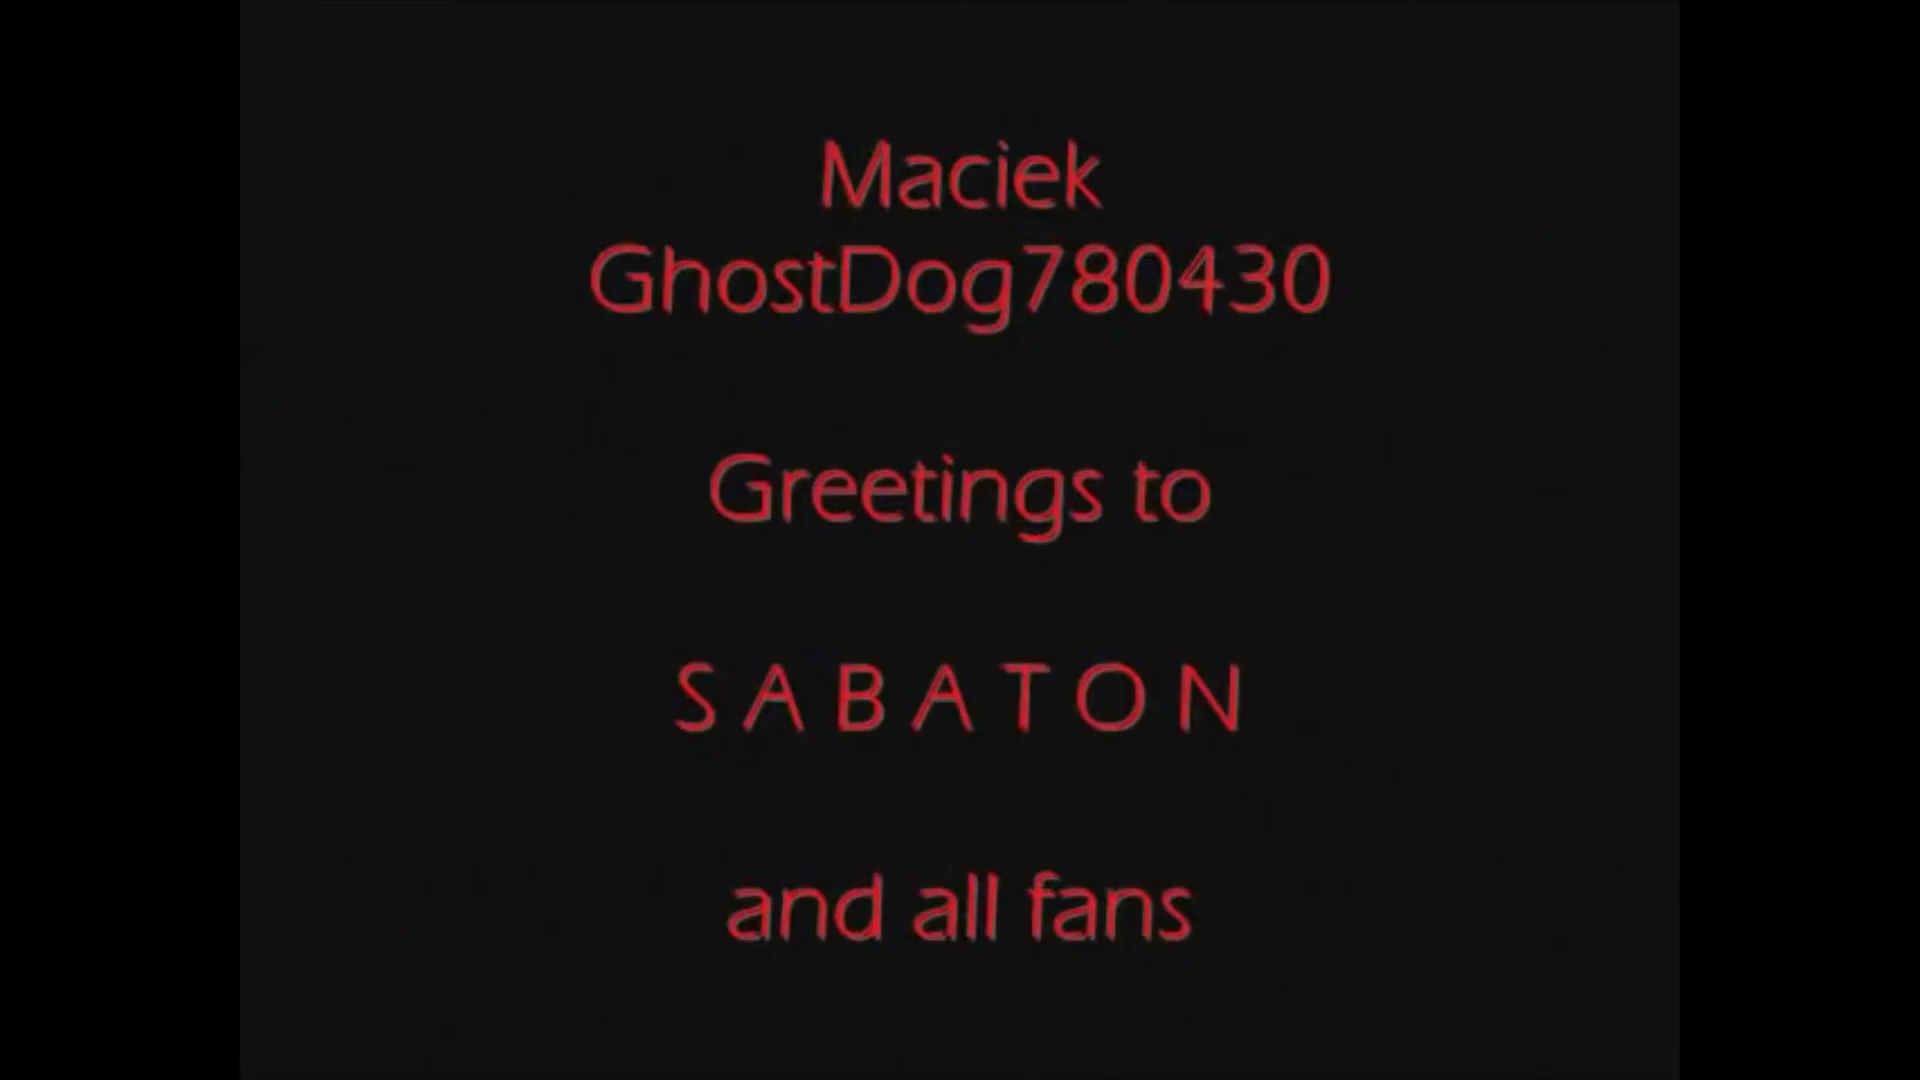 Maciek
GhostDog780430
Greetings to
S A B A T O N
and all fans